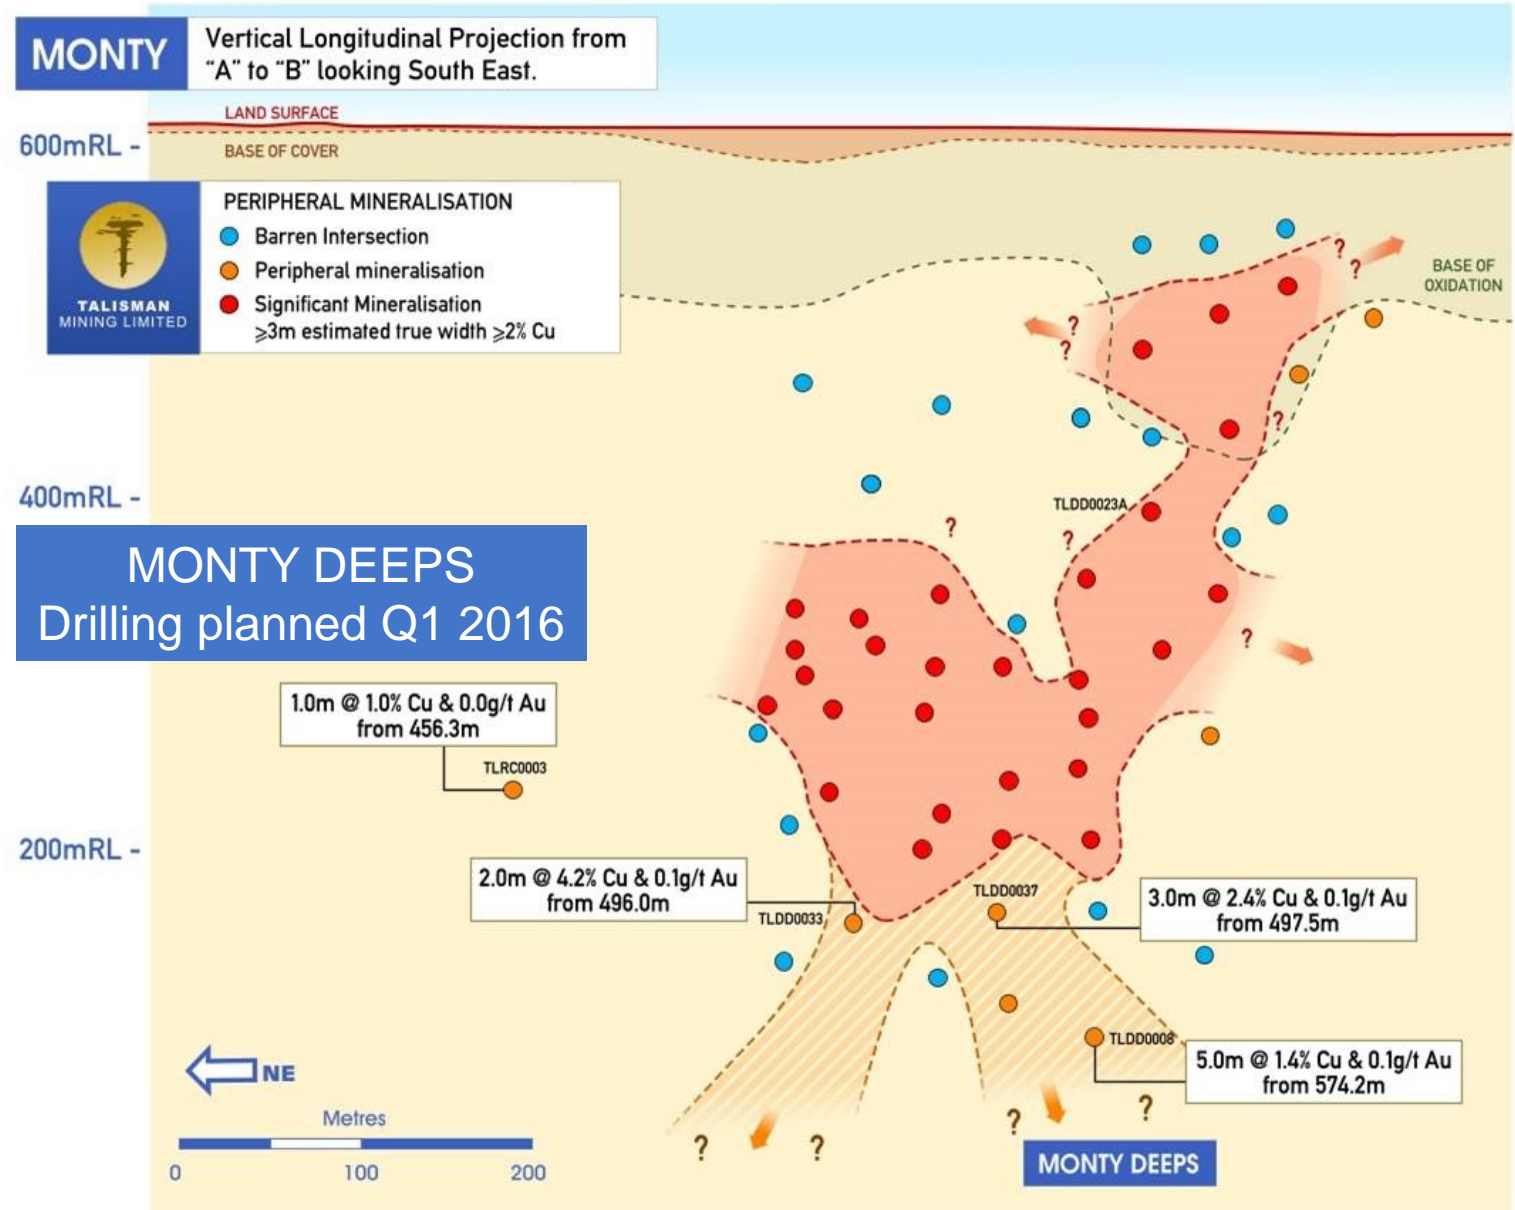 MONTY
Vertical Longitudinal Projection from
"A" to "B" looking South East.
LAND SURFACE
600mRL -
BASE OF COVER
TALISMAN
MINING LIMITED
PERIPHERAL MINERALISATION
Barren Intersection
Peripheral mineralisation
Significant Mineralisation
⩾3m estimated true width ⩾2% Cu
?
?
BASE OF
OXIDATION
?
?
?
400mRL -
TLDD0023A
?
?
MONTY DEEPS
Drilling planned Q1 2016
?
1.0m @ 1.0% Cu & 0.0g/t Au
from 456.3m
TLRC0003
200mRL -
2.0m @ 4.2% Cu & 0.1g/t Au
from 496.0m
TLDD0033
TLDD0037
3.0m @ 2.4% Cu & 0.1g/t Au
from 497.5m
TLDD0008
5.0m @ 1.4% Cu & 0.1g/t Au
from 574.2m
NE
Metres
0 100 200
?
?
?
?
MONTY DEEPS